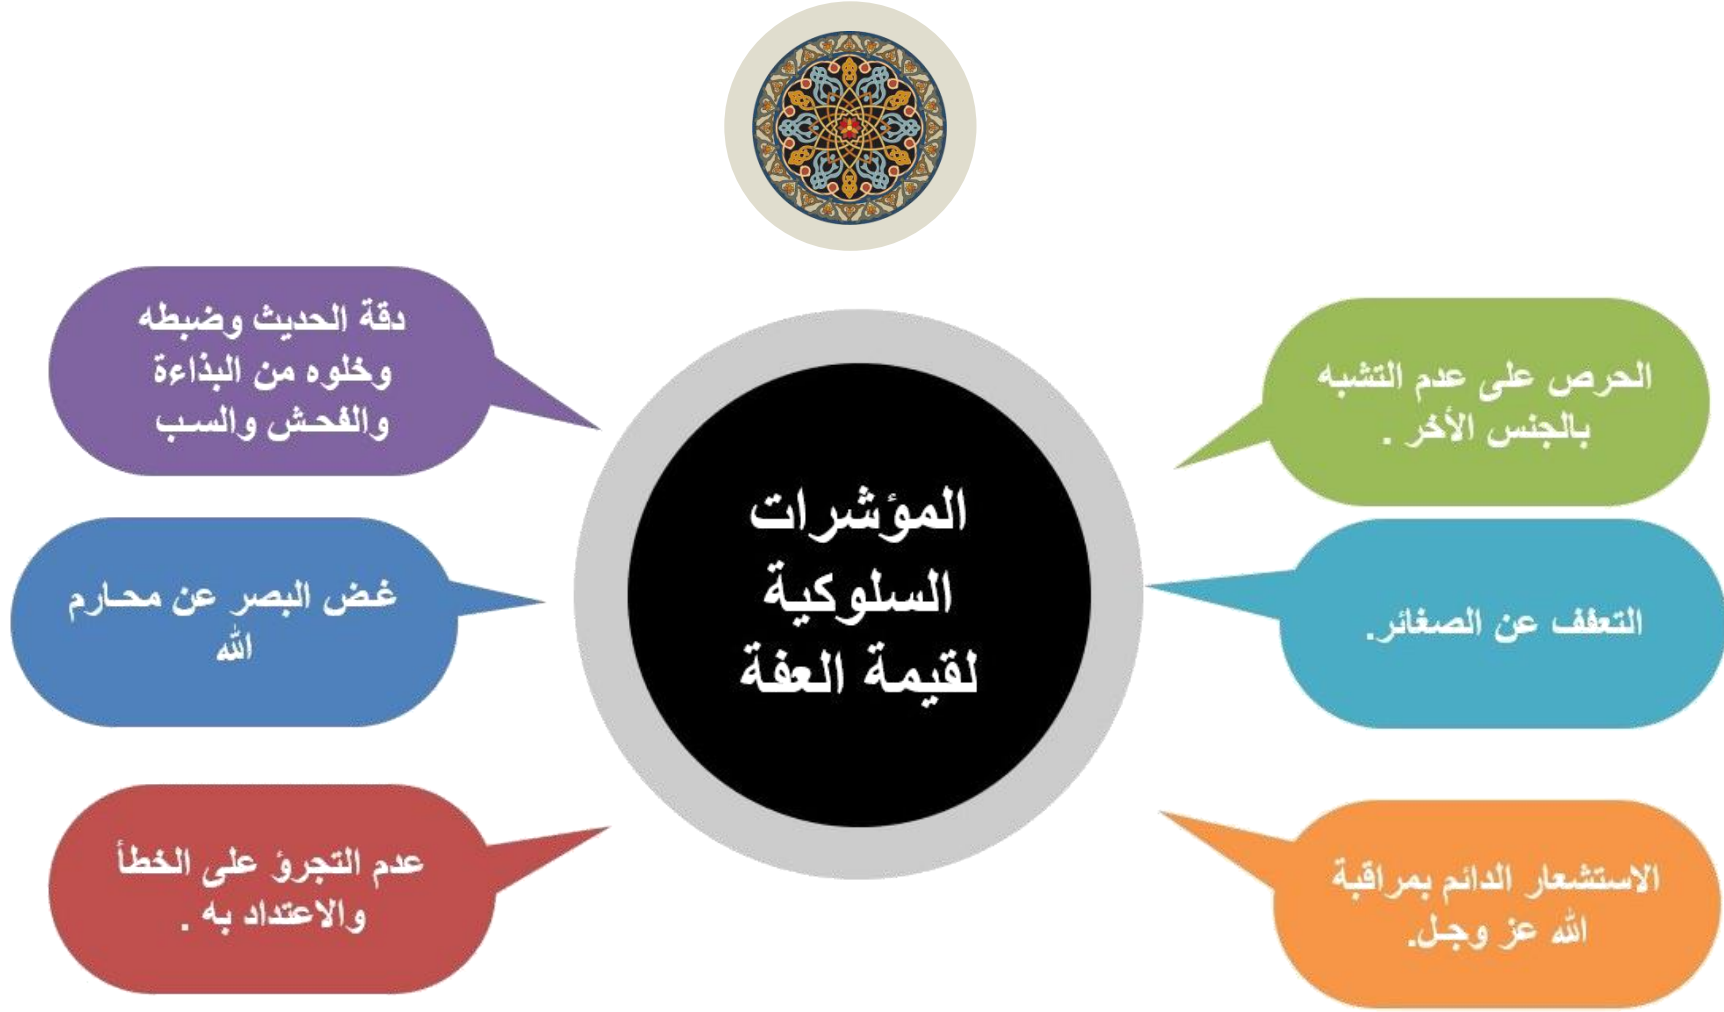 المؤشرات
السلوكية
لقيمة العفة
الحرص على عدم التشبه
بالجنس الأخر .
التعفف عن الصغائر.
الاستشعار الدائم بمراقبة
الله عز وجل.
دقة الحديث وضبطه
وخلوه من البذاءة
والفحش والسب
غض البصر عن محارم
الله
عدم التجرؤ على الخطأ
والاعتداد به .